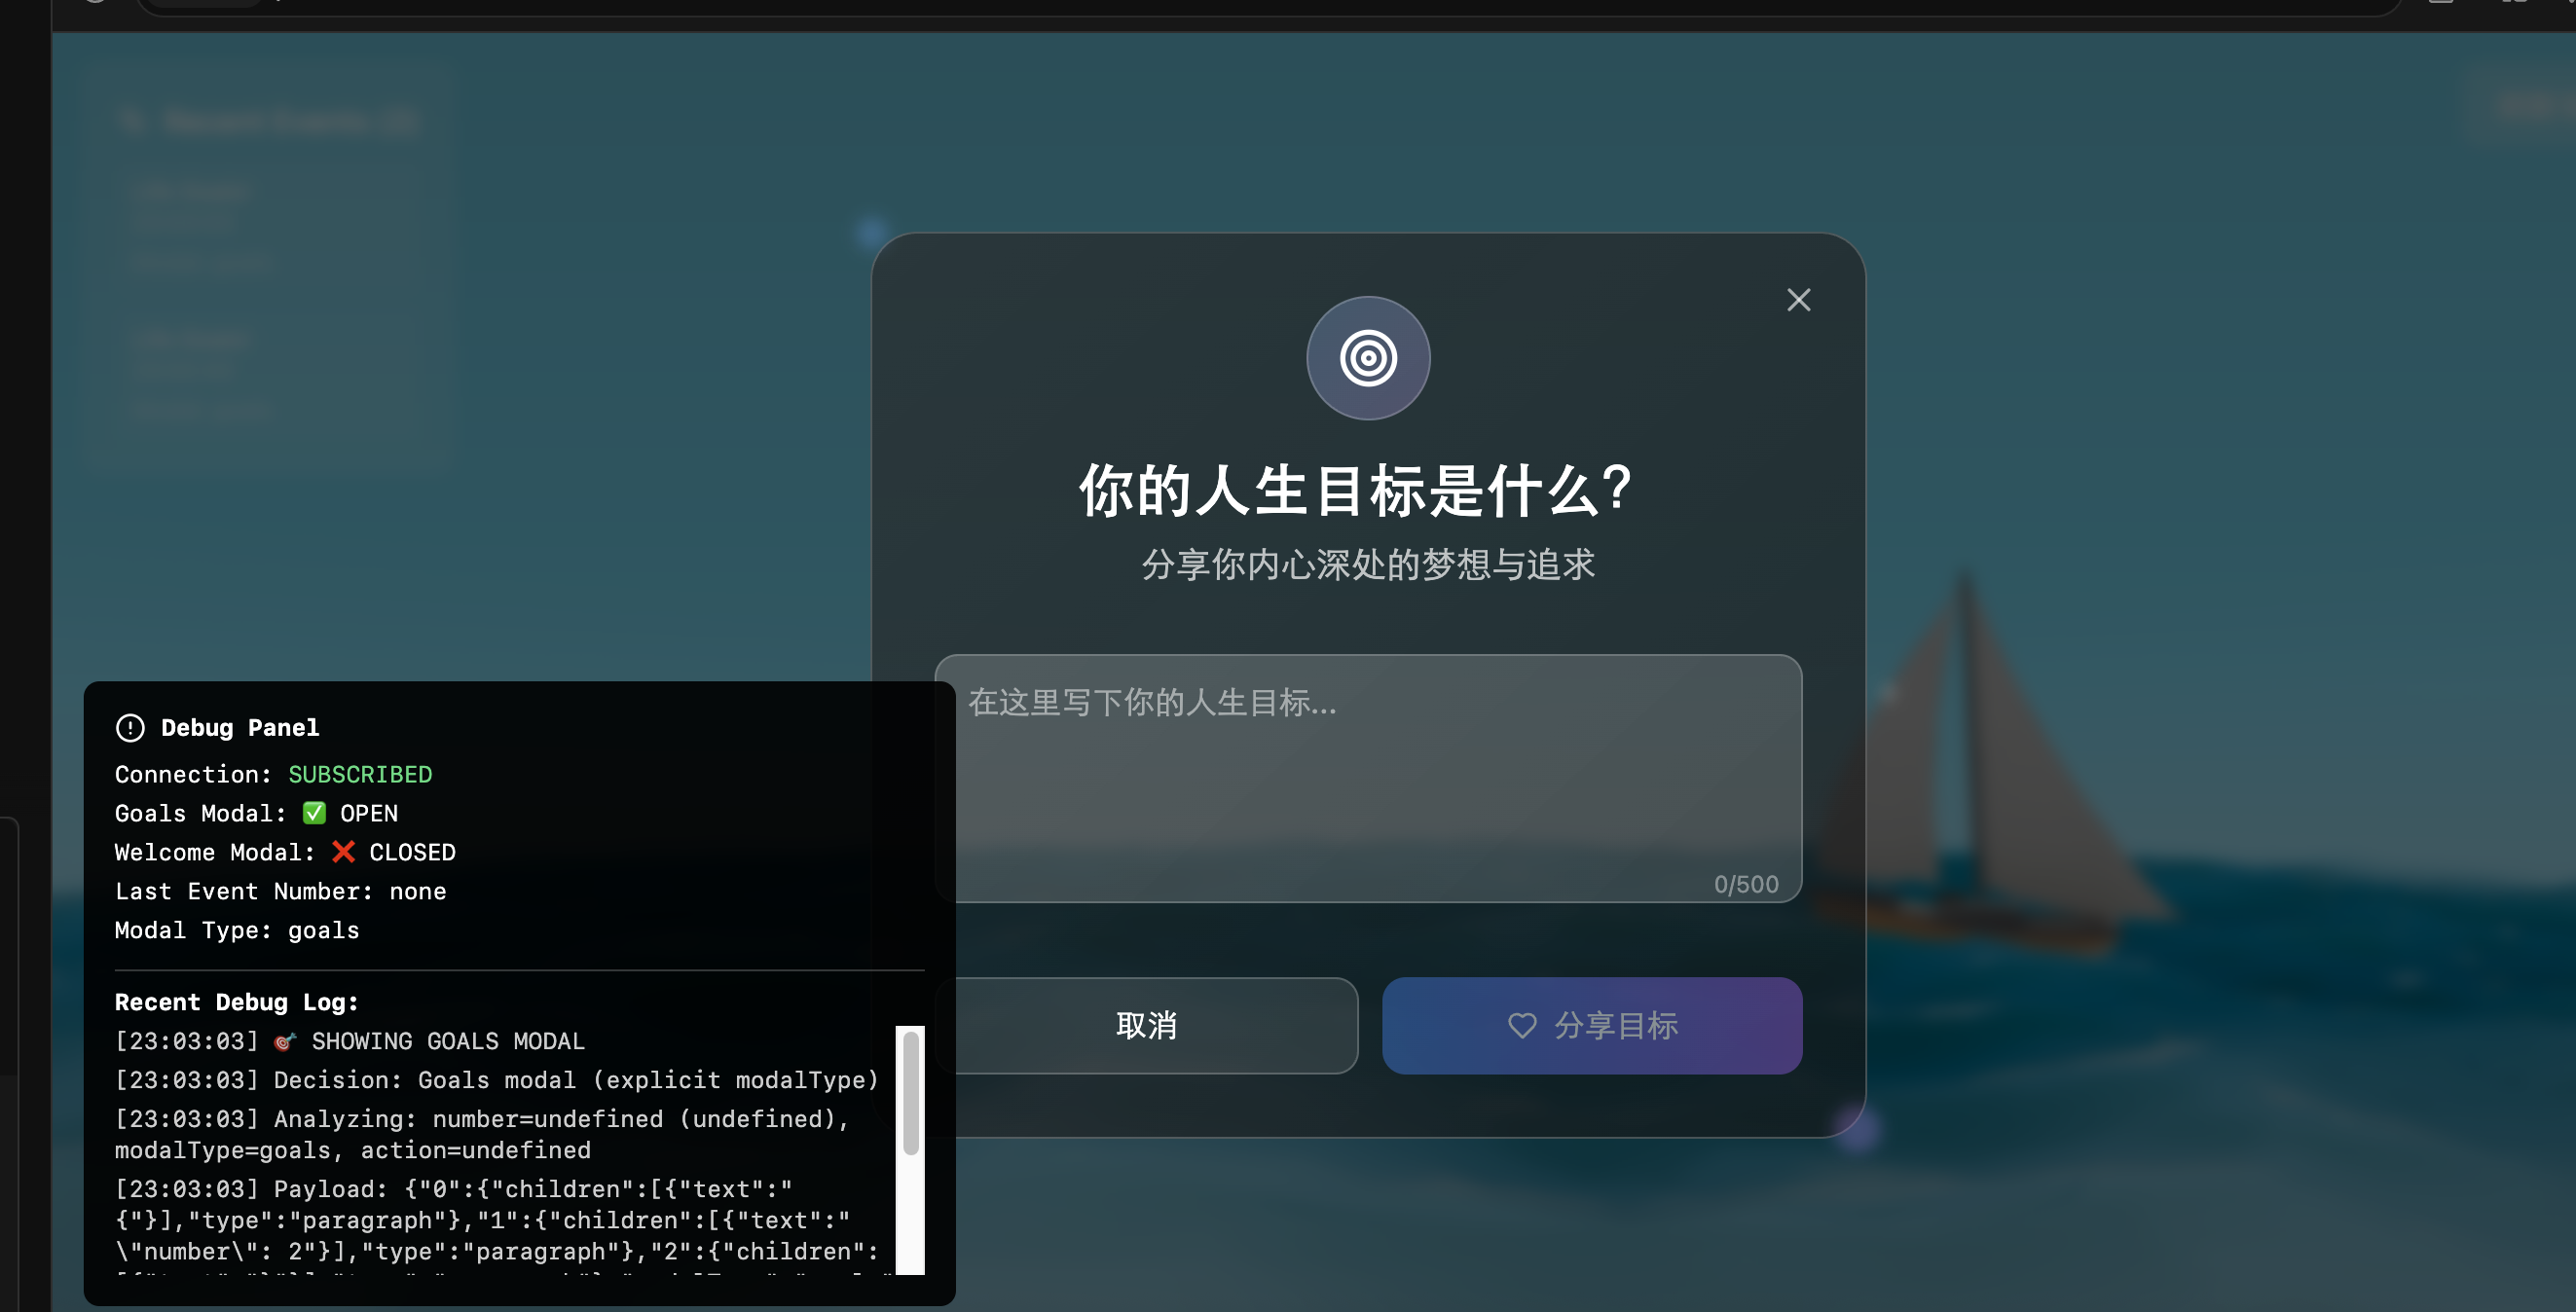 你的人生目标是什么?
分享你内心深处的梦想与追求
在这里写下你的人生目标...
0/500
取消
分享目标
Debug Panel
Connection: SUBSCRIBED
Goals Modal: ✅ OPEN
Welcome Modal: ❌ CLOSED
Last Event Number: none
Modal Type: goals
Recent Debug Log:
[23:03:03] 🎯 SHOWING GOALS MODAL
[23:03:03] Decision: Goals modal (explicit modalType)
[23:03:03] Analyzing: number=undefined (undefined),
modalType=goals, action=undefined
[23:03:03] Payload: {"0":{"children":[{"text":"
{"}],"type":"paragraph"},"1":{"children":[{"text":"
\"number\": 2"}],"type":"paragraph"},"2":{"children":